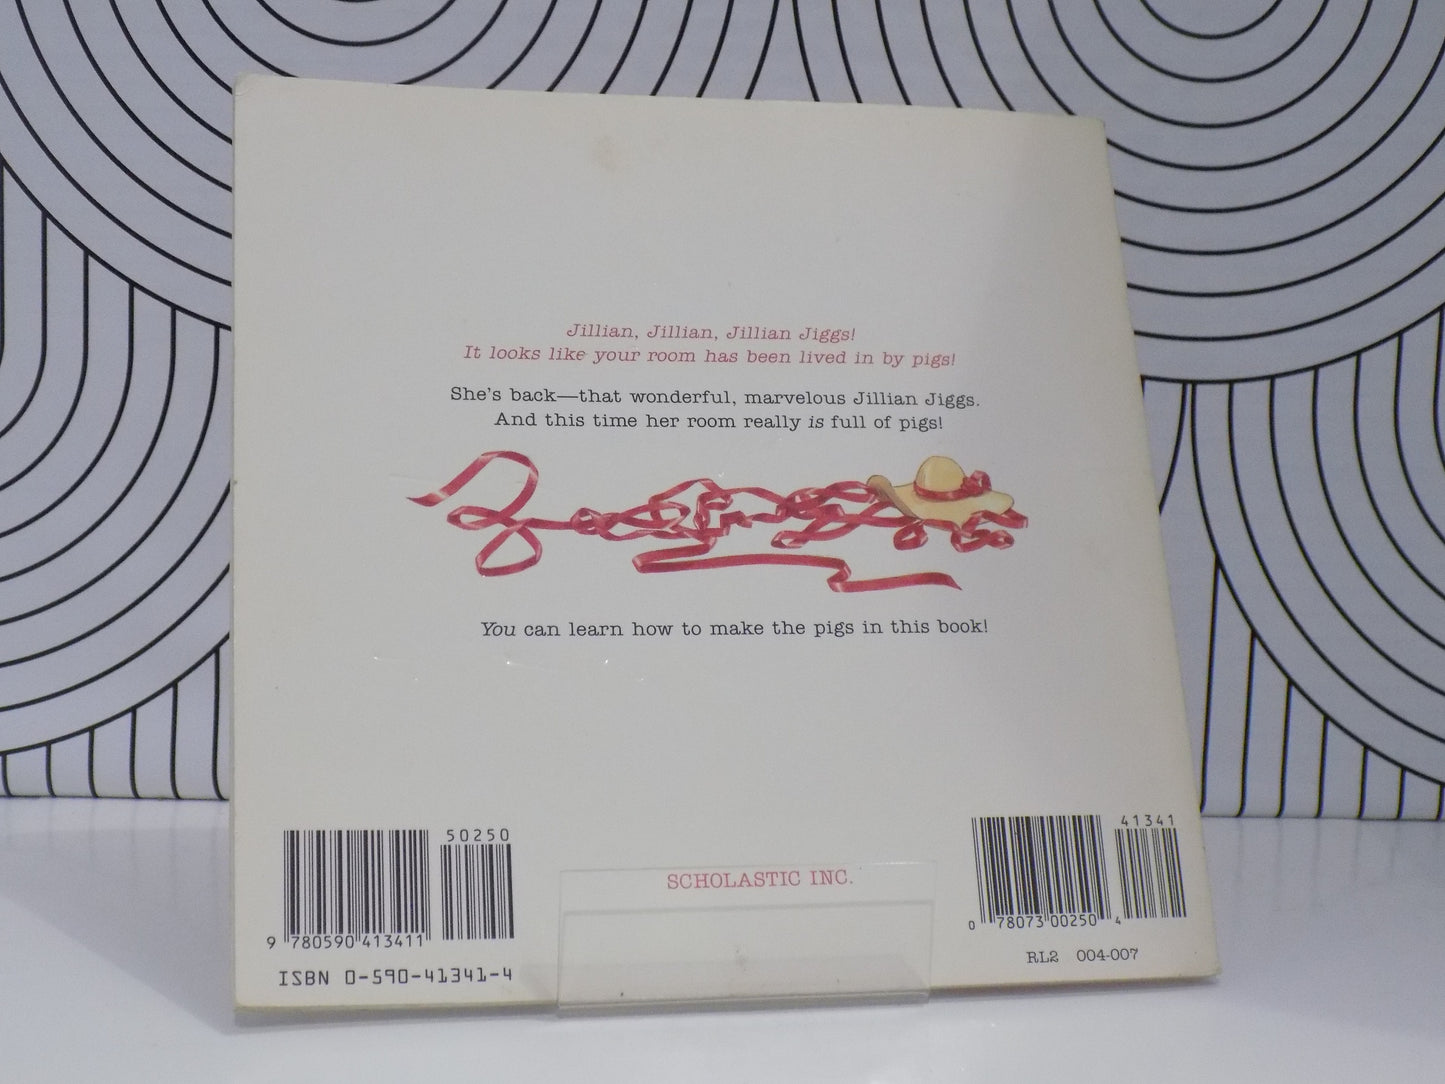 Jillian, Jillian, Jillian Jiggs!
It looks like your room has been lived in by pigs!
She's back—that wonderful, marvelous Jillian Jiggs.
And this time her room really is full of pigs!
You can learn how to make the pigs in this book!
50250
9 780590 413411
ISBN 0-590-41341-4
SCHOLASTIC INC.
41341
0 78073 00250 4
RL2 004-007